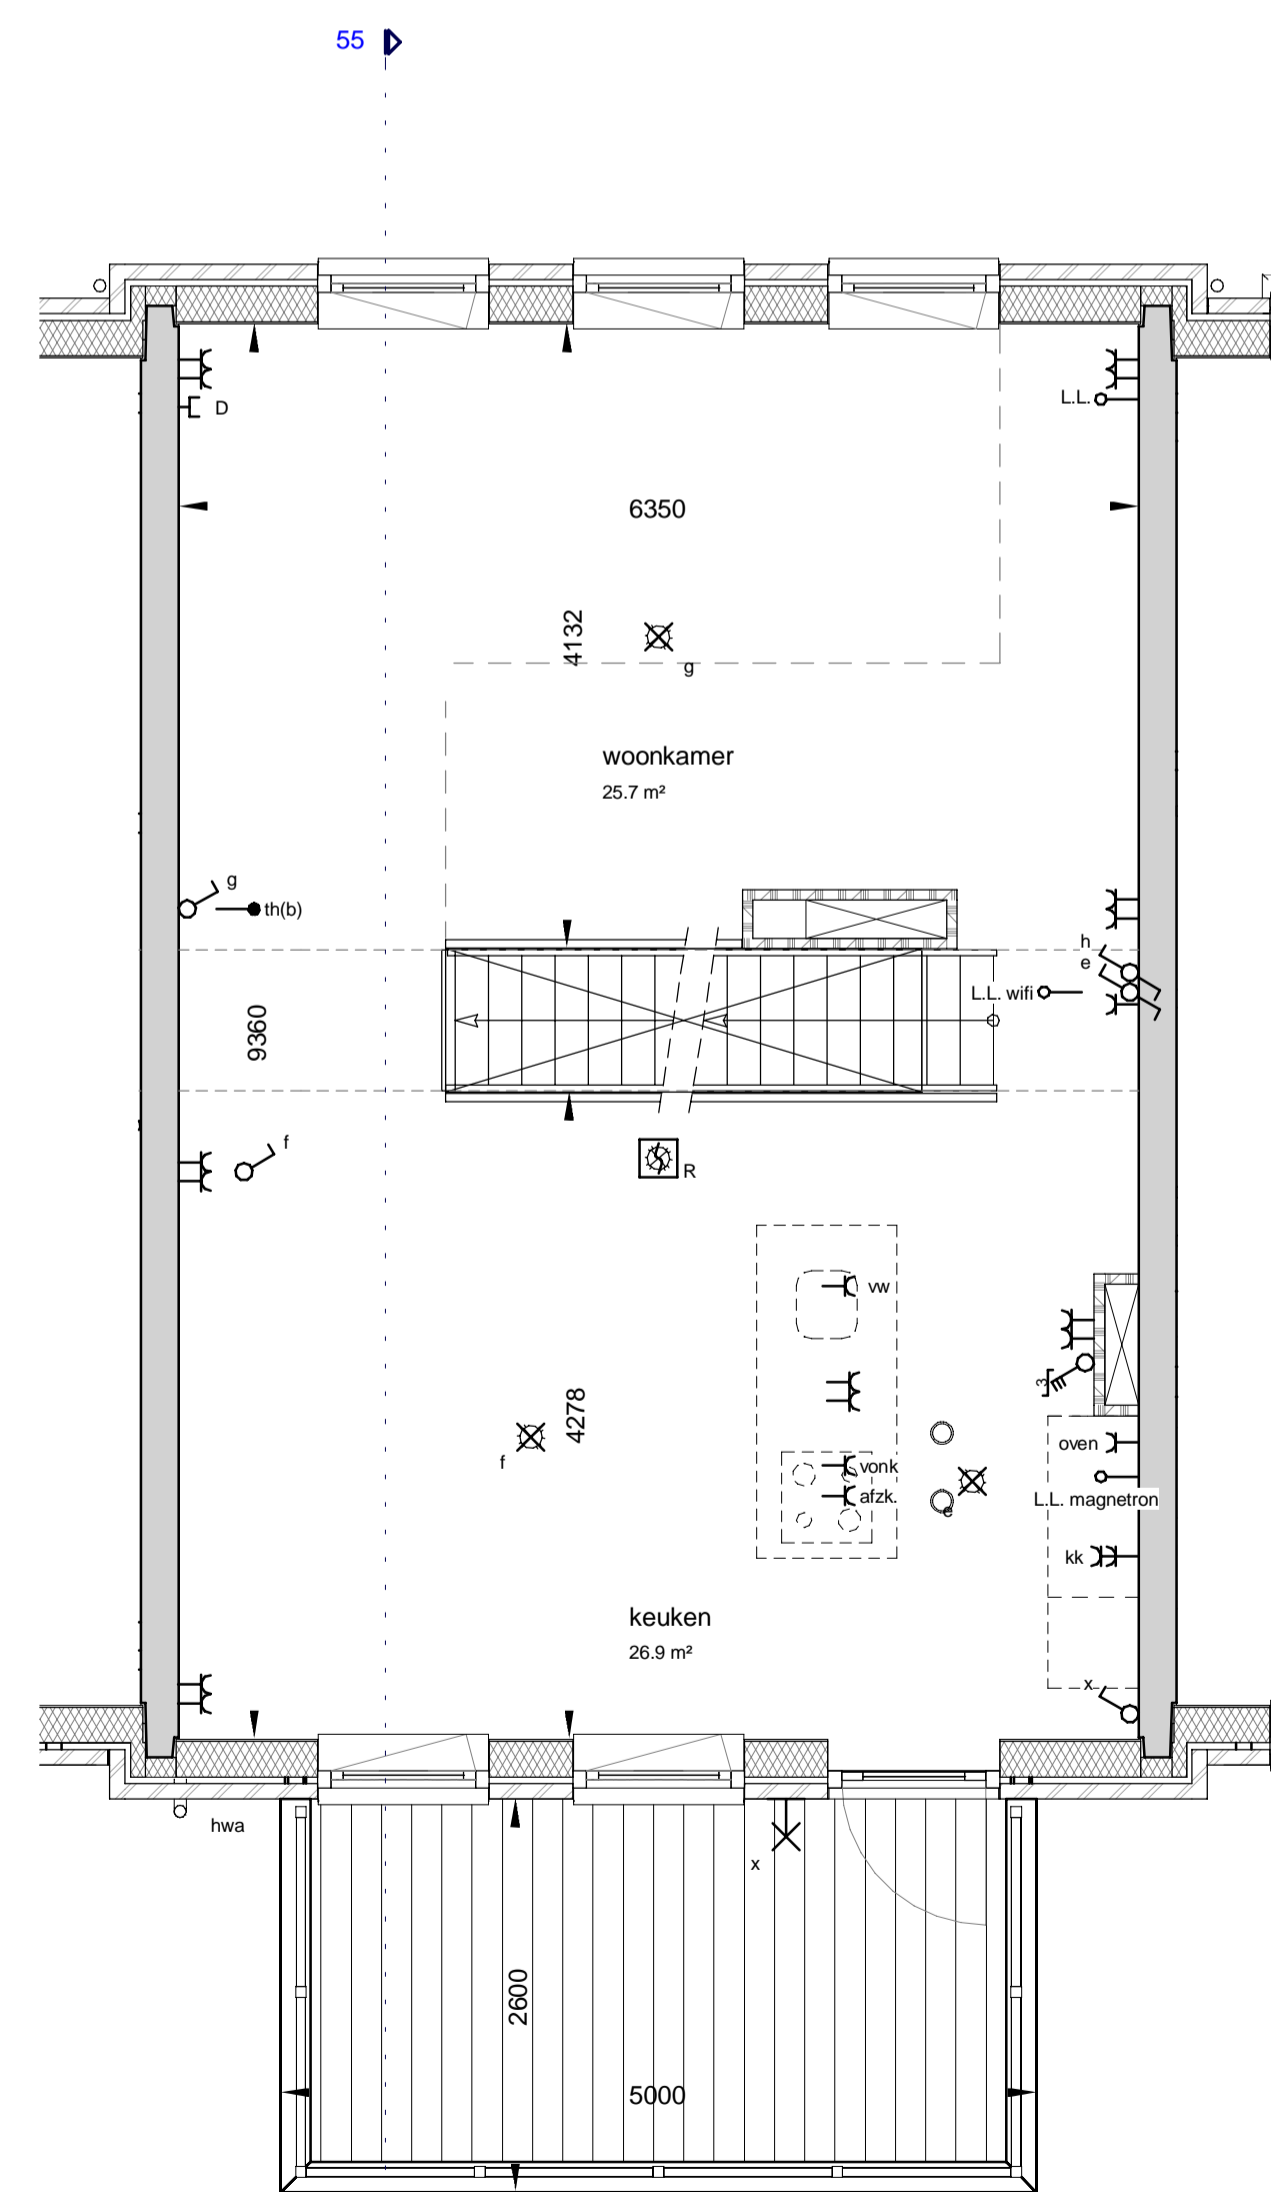 55
D
L.L.
6350
4132
g
woonkamer
25.7 m²
g
th(b)
h
e
L.L. wifi
9360
f
R
vw
3
4278
f
vonk
afzk.
oven
L.L. magnetron
e
kk
keuken
26.9 m²
x
hwa
x
2600
5000